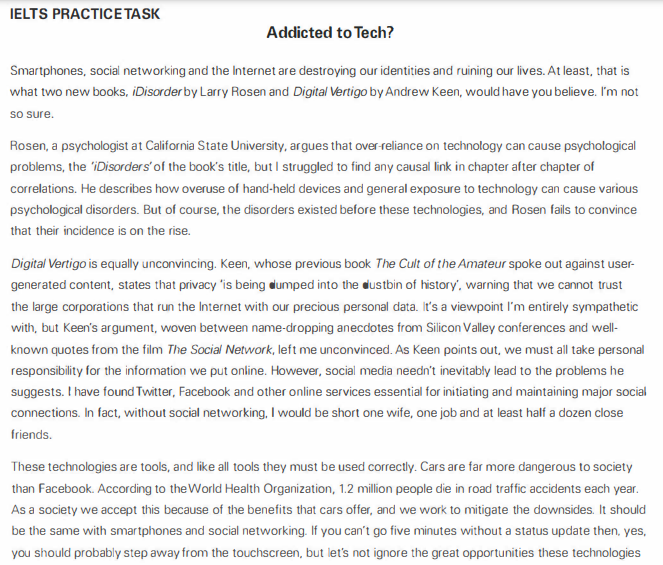 IELTS PRACTICE TASK
Addicted to Tech?
Smartphones, social networking and the Internet are destroying our identities and ruining our lives. At least, that is
what two new books, iDisorder by Larry Rosen and Digital Vertigo by Andrew Keen, would have you believe. I'm not
so sure.
Rosen, a psychologist at California State University, argues that over-reliance on technology can cause psychological
problems, the 'iDisorders' of the book's title, but I struggled to find any causal link in chapter after chapter of
correlations. He describes how overuse of hand-held devices and general exposure to technology can cause various
psychological disorders. But of course, the disorders existed before these technologies, and Rosen fails to convince
that their incidence is on the rise.
Digital Vertigo is equally unconvincing. Keen, whose previous book The Cult of the Amateur spoke out against user-
generated content, states that privacy 'is being dumped into the dustbin of history', warning that we cannot trust
the large corporations that run the Internet with our precious personal data. It's a viewpoint I'm entirely sympathetic
with, but Keen's argument, woven between name-dropping anecdotes from Silicon Valley conferences and well-
known quotes from the film The Social Network, left me unconvinced. As Keen points out, we must all take personal
responsibility for the information we put online. However, social media needn't inevitably lead to the problems he
suggests. I have found Twitter, Facebook and other online services essential for initiating and maintaining major social
connections. In fact, without social networking, I would be short one wife, one job and at least half a dozen close
friends.
These technologies are tools, and like all tools they must be used correctly. Cars are far more dangerous to society
than Facebook. According to the World Health Organization, 1.2 million people die in road traffic accidents each year.
As a society we accept this because of the benefits that cars offer, and we work to mitigate the downsides. It should
be the same with smartphones and social networking. If you can't go five minutes without a status update then, yes,
you should probably step away from the touchscreen, but let's not ignore the great opportunities these technologies